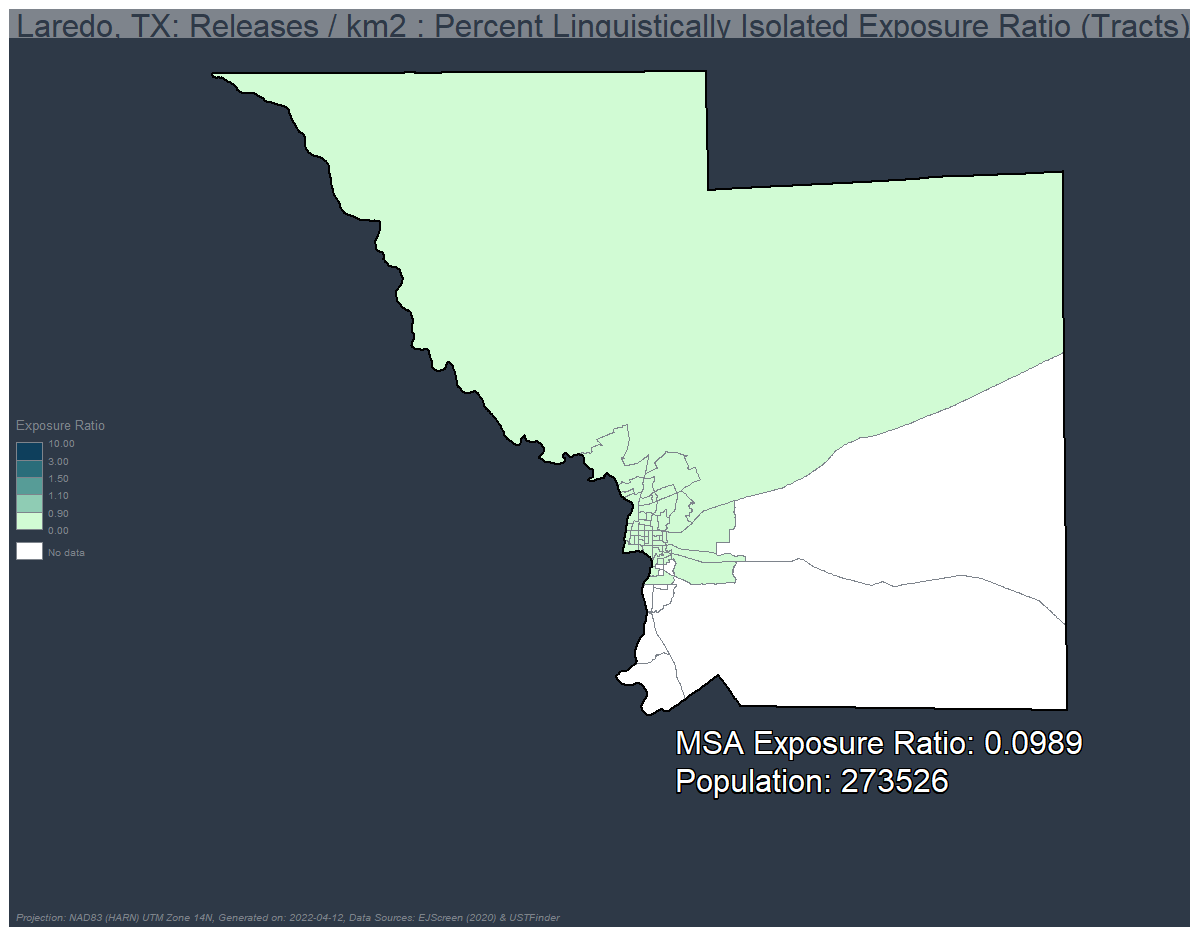 Laredo, TX: Releases / km2 : Percent Linguistically Isolated Exposure Ratio (Tracts)
Exposure Ratio
10.00
3.00
1.50
1.10
0.90
0.00
No data
MSA Exposure Ratio: 0.0989
Population: 273526
Projection: NAD83 (HARN) UTM Zone 14N, Generated on: 2022-04-12, Data Sources: EJScreen (2020) & USTFinder